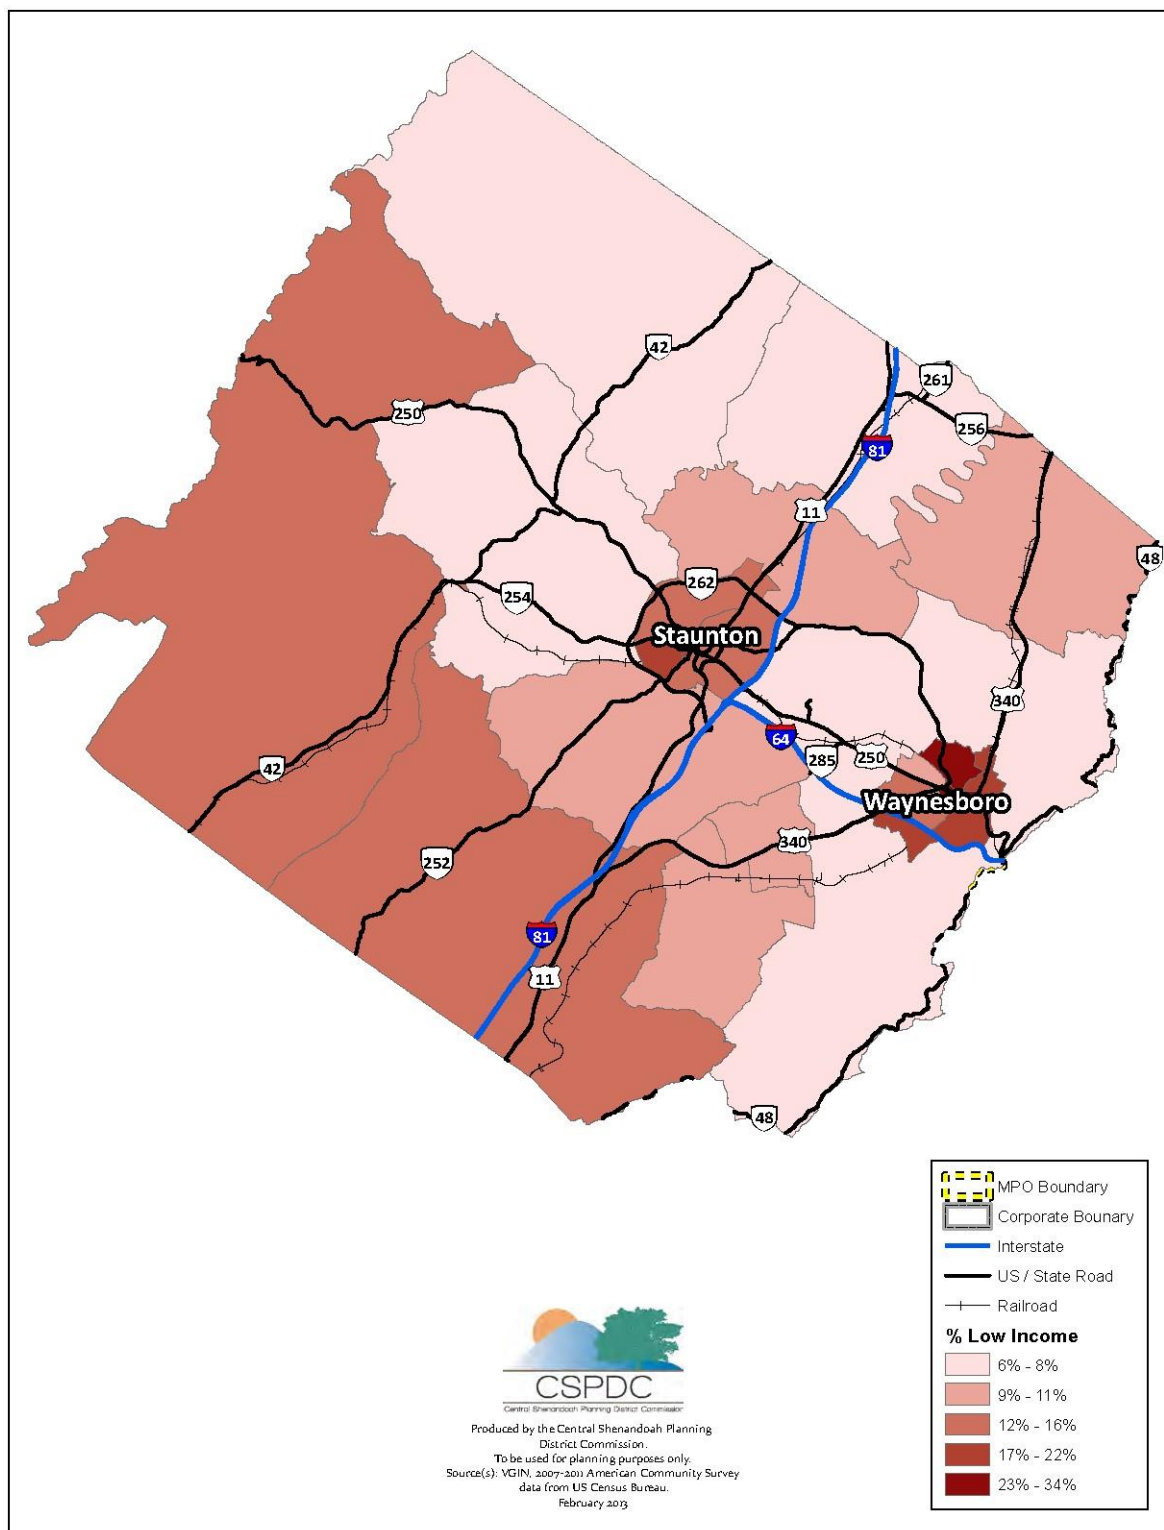 42
261
250
256
81
11
48
262
254
Staunton
340
64
42
285
250
Waynesboro
340
252
81
11
48
MPO Boundary
Corporate Bounary
Interstate
US / State Road
Railroad
% Low Income
6% - 8%
9% - 11%
12% - 16%
17% - 22%
23% - 34%
CSPDC
Central Shenandoah Planning District Commission
Produced by the Central Shenandoah Planning
District Commission.
To be used for planning purposes only.
Source(s): VGIN, 2007-2011 American Community Survey
data from US Census Bureau.
February 2013